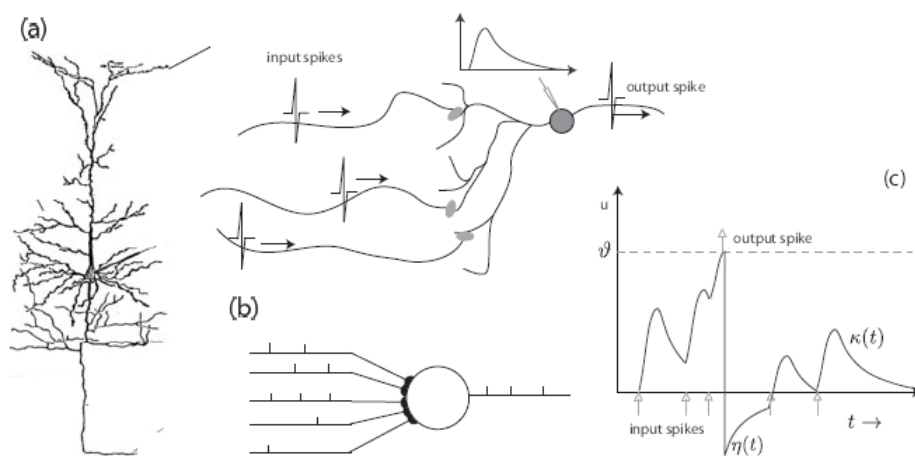 (a)
input spikes
output spike
(b)
(c)
u
ϑ
output spike
κ(t)
input spikes
η(t)
t →